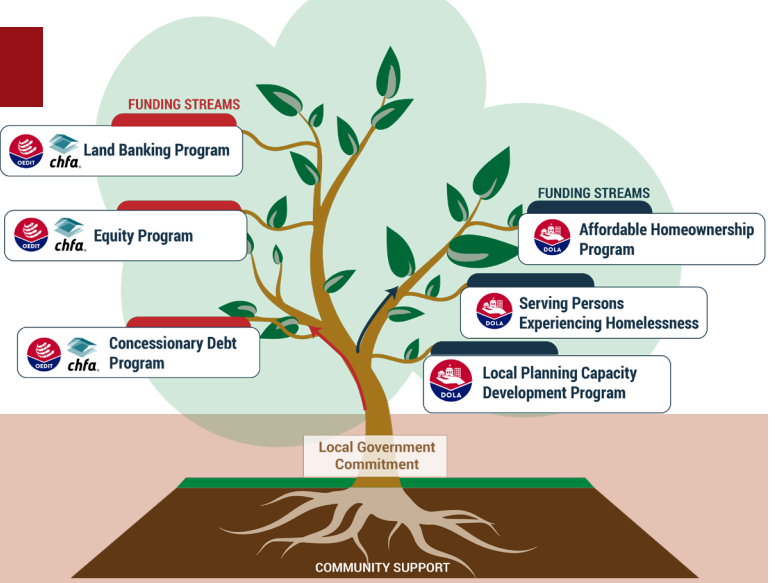 FUNDING STREAMS
OEDIT
chfa.
Land Banking Program
OEDIT
chfa.
Equity Program
OEDIT
chfa.
Concessionary Debt
Program
FUNDING STREAMS
DOLA
Affordable Homeownership
Program
DOLA
Serving Persons
Experiencing Homelessness
DOLA
Local Planning Capacity
Development Program
Local Government
Commitment
COMMUNITY SUPPORT